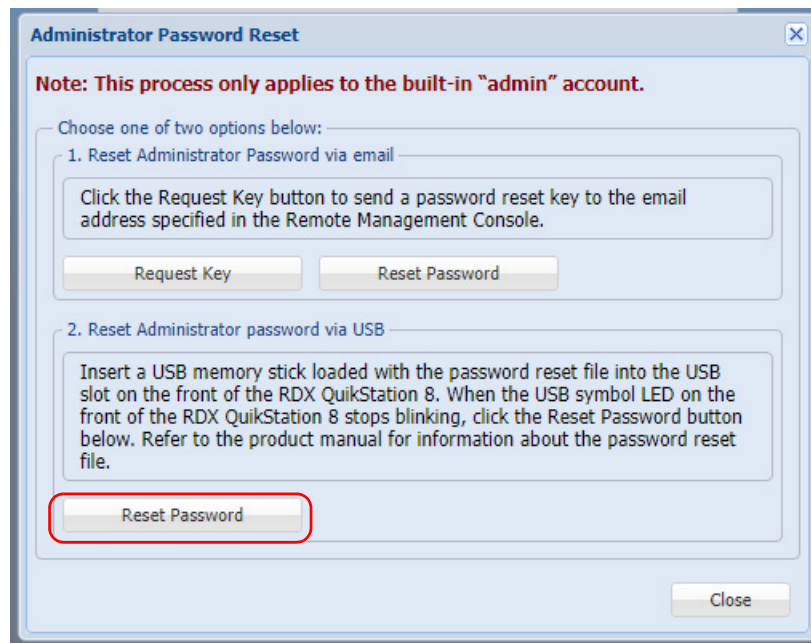 Administrator Password Reset
Note: This process only applies to the built-in “admin” account.
Choose one of two options below:
1. Reset Administrator Password via email
Click the Request Key button to send a password reset key to the email
address specified in the Remote Management Console.
Request Key
Reset Password
2. Reset Administrator password via USB
Insert a USB memory stick loaded with the password reset file into the USB
slot on the front of the RDX QuikStation 8. When the USB symbol LED on the
front of the RDX QuikStation 8 stops blinking, click the Reset Password button
below. Refer to the product manual for information about the password reset
file.
Reset Password
Close